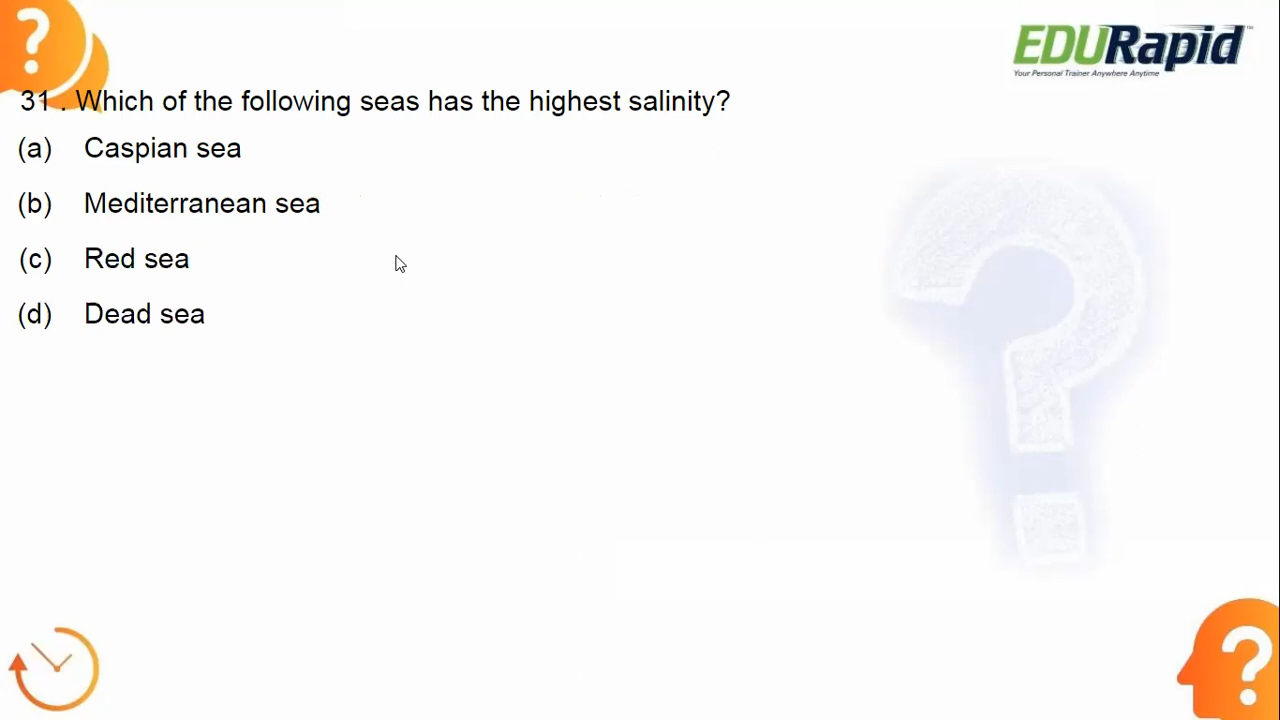 EDURapid™
Your Personal Trainer Anywhere Anytime
31 . Which of the following seas has the highest salinity?
(a) Caspian sea
(b) Mediterranean sea
(c) Red sea
(d) Dead sea